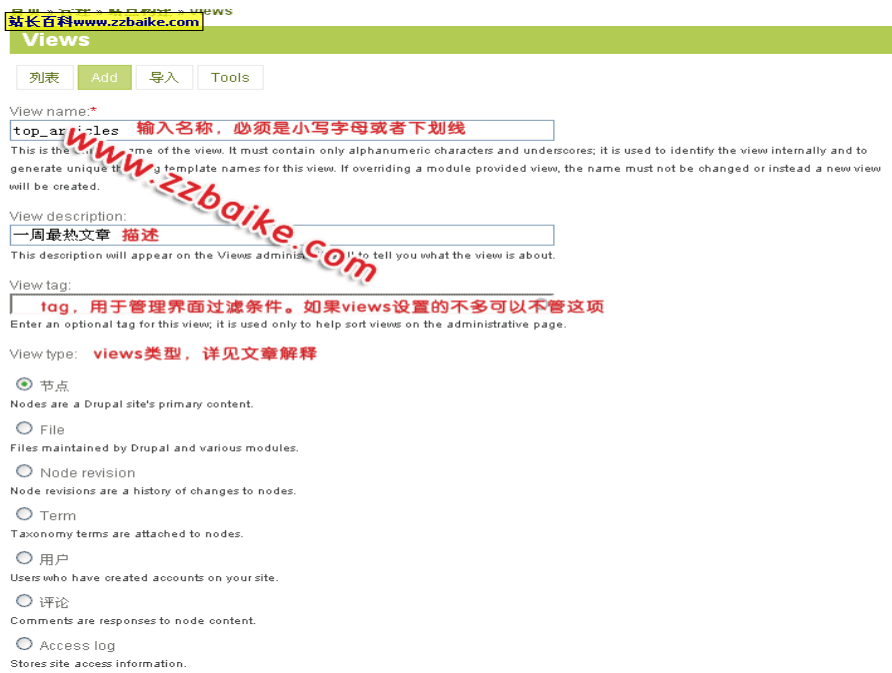 » views
站长百科www.zzbaike.com
Views
列表 Add 导入 Tools
View name:*
top_articles 输入名称，必须是小写字母或者下划线
This is the name of the view. It must contain only alphanumeric characters and underscores; it is used to identify the view internally and to
generate unique template names for this view. If overriding a module provided view, the name must not be changed or instead a new view
will be created.
www.zzbaike.com
View description:
一周最热文章 描述
This description will appear on the Views to tell you what the view is about.
View tag:
tag，用于管理界面过滤条件。如果views设置的不多可以不管这项
Enter an optional tag for this view; it is used only to help sort views on the administrative page.
View type: views类型，详见文章解释
节点
Nodes are a Drupal site's primary content.
File
Files maintained by Drupal and various modules.
Node revision
Node revisions are a history of changes to nodes.
Term
Taxonomy terms are attached to nodes.
用户
Users who have created accounts on your site.
评论
Comments are responses to node content.
Access log
Stores site access information.